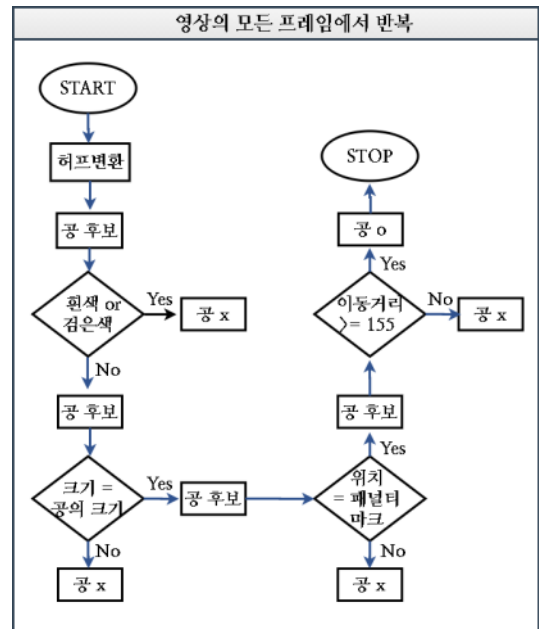 영상의 모든 프레임에서 반복
START
허프변환
공 후보
흰색 or
검은색
Yes
공 x
No
공 후보
크기 =
공의 크기
Yes
공 후보
No
공 x
위치
= 패널티
마크
No
공 x
Yes
공 후보
이동거리
>= 155
No
공 x
Yes
공 o
STOP